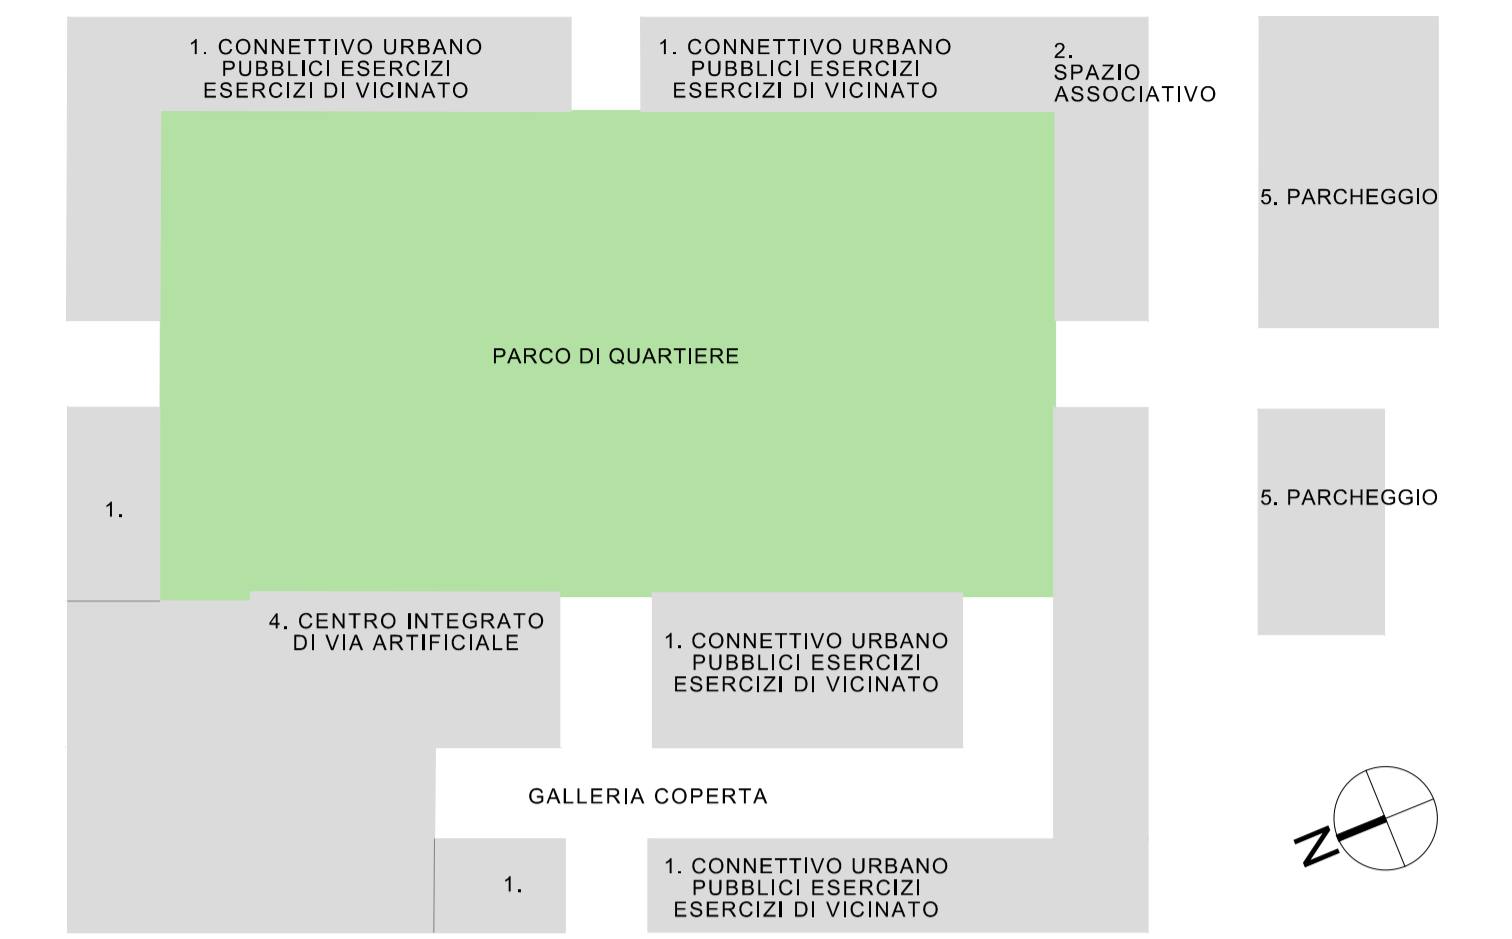 1. CONNETTIVO URBANO
PUBBLICI ESERCIZI
ESERCIZI DI VICINATO
1. CONNETTIVO URBANO
PUBBLICI ESERCIZI
ESERCIZI DI VICINATO
2.
SPAZIO
ASSOCIATIVO
5. PARCHEGGIO
PARCO DI QUARTIERE
1.
5. PARCHEGGIO
4. CENTRO INTEGRATO
DI VIA ARTIFICIALE
1. CONNETTIVO URBANO
PUBBLICI ESERCIZI
ESERCIZI DI VICINATO
GALLERIA COPERTA
N
1.
1. CONNETTIVO URBANO
PUBBLICI ESERCIZI
ESERCIZI DI VICINATO